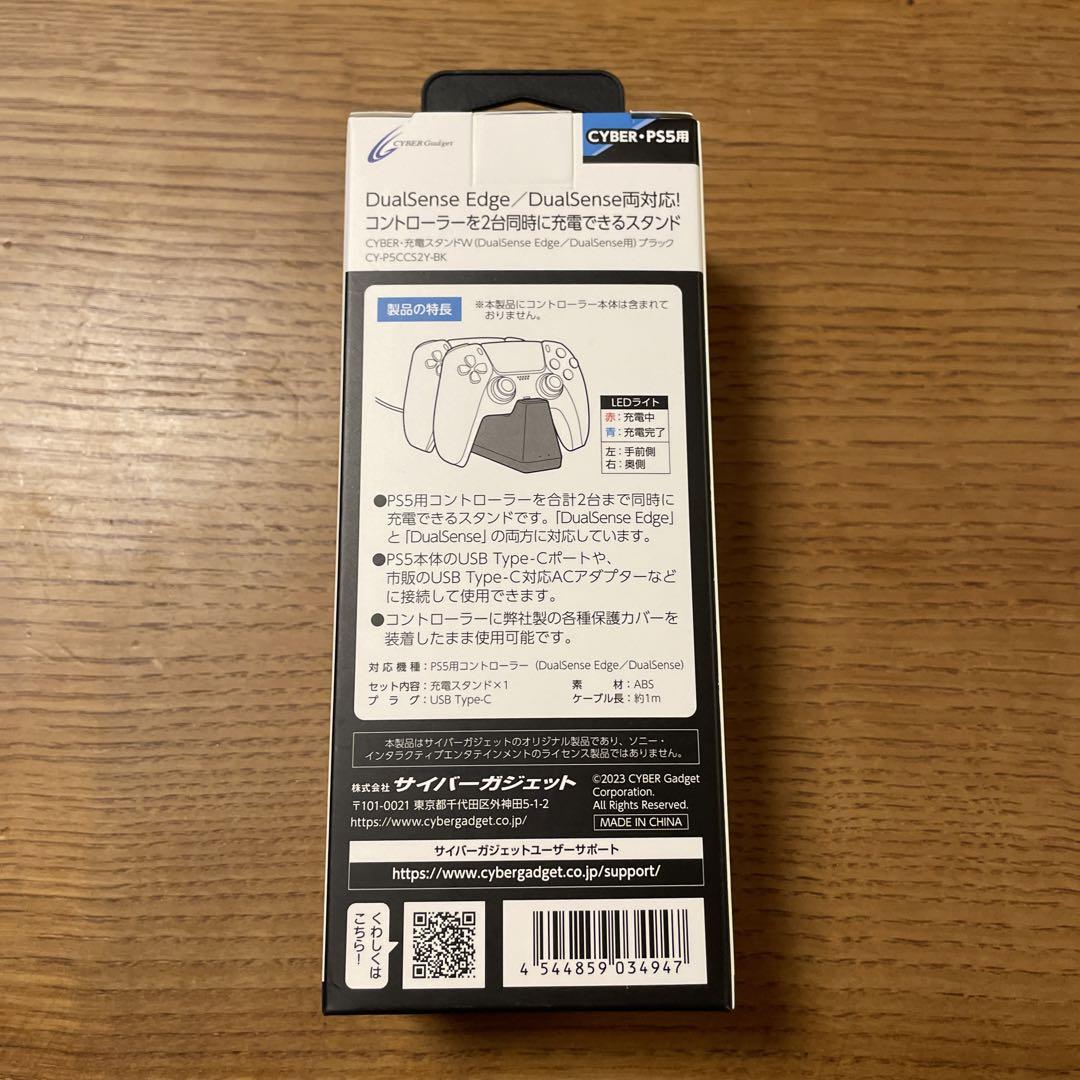 CYBER Gadget
CYBER・PS5用
DualSense Edge／DualSense両対応!
コントローラーを2台同時に充電できるスタンド
CYBER・充電スタンドW（DualSense Edge／DualSense用）ブラック
CY-P5CCS2Y-BK
製品の特長
※本製品にコントローラー本体は含まれて
おりません。
LEDライト
赤：充電中
青：充電完了
左：手前側
右：奥側
●PS5用コントローラーを合計2台まで同時に
充電できるスタンドです。「DualSense Edge」
と「DualSense」の両方に対応しています。
●PS5本体のUSB Type-Cポートや、
市販のUSB Type-C対応ACアダプターなど
に接続して使用できます。
●コントローラーに弊社製の各種保護カバーを
装着したまま使用可能です。
対応機種：PS5用コントローラー（DualSense Edge／DualSense）
セット内容：充電スタンド×1 素材：ABS
プラグ：USB Type-C ケーブル長：約1m
本製品はサイバーガジェットのオリジナル製品であり、ソニー・
インタラクティブエンタテインメントのライセンス製品ではありません。
株式会社 サイバーガジェット
〒101-0021 東京都千代田区外神田5-1-2
https://www.cybergadget.co.jp/
©2023 CYBER Gadget
Corporation.
All Rights Reserved.
MADE IN CHINA
サイバーガジェットユーザーサポート
https://www.cybergadget.co.jp/support/
くわしくは
こちら！
4 544859 034947